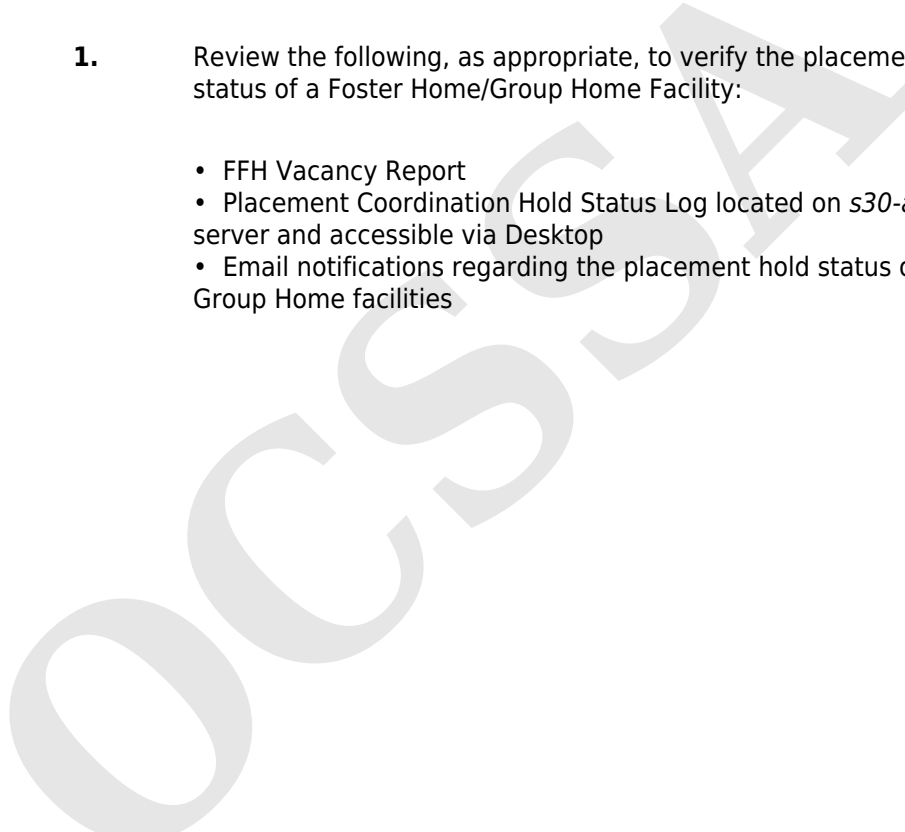 1. Review the following, as appropriate, to verify the
status of a Foster Home/Group Home Facility:
• FFH Vacancy Report
• Placement Coordination Hold Status Log located on
server and accessible via Desktop
• Email notifications regarding the placement hold status
Group Home facilities
OCSSA